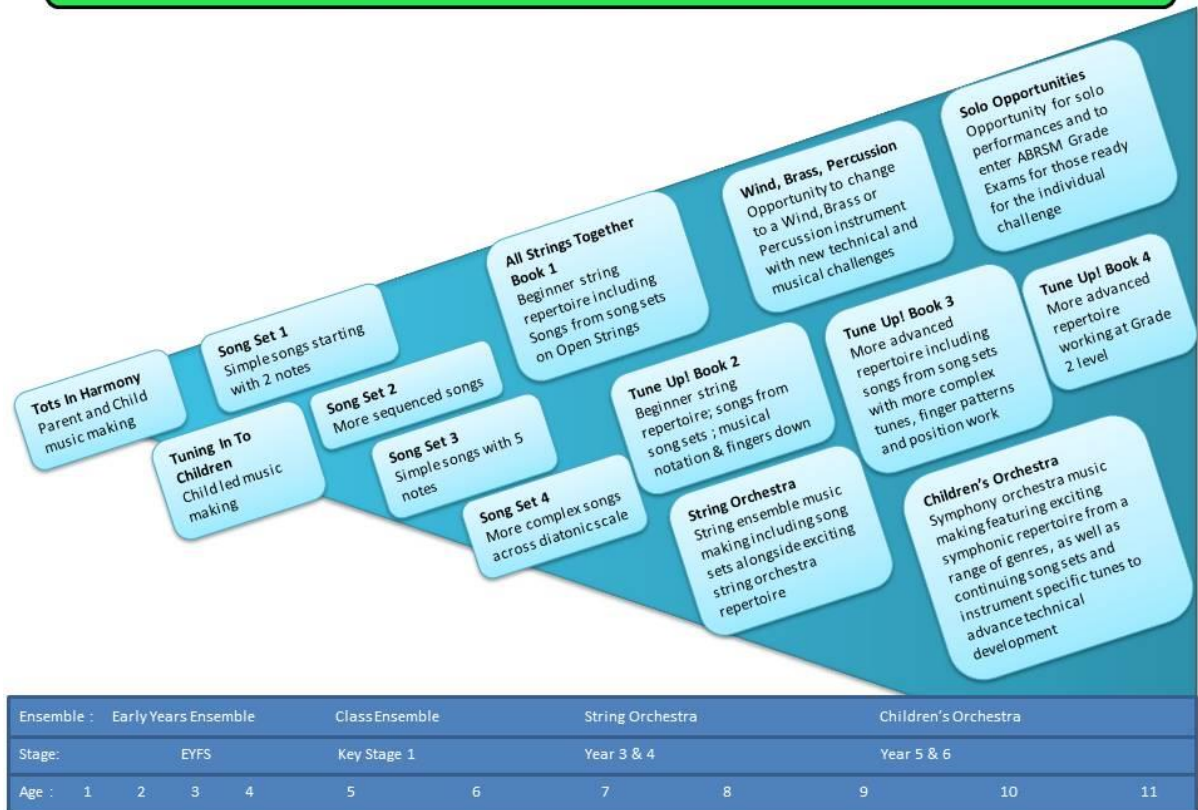 Tots In Harmony
Parent and Child
music making
Tuning In To
Children
Child led music
making
Song Set 1
Simple songs starting
with 2 notes
Song Set 2
More sequenced songs
Song Set 3
Simple songs with 5
notes
Song Set 4
More complex songs
across diatonic scale
All Strings Together
Book 1
Beginner string
repertoire including
Songs from song sets
on Open Strings
Tune Up! Book 2
Beginner string
repertoire; songs from
song sets ; musical
notation & fingers down
String Orchestra
String ensemble music
making including song
sets alongside exciting
string orchestra
repertoire
Wind, Brass, Percussion
Opportunity to change
to a Wind, Brass or
Percussion instrument
with new technical and
musical challenges
Tune Up! Book 3
More advanced
repertoire including
songs from song sets
with more complex
tunes, finger patterns
and position work
Children's Orchestra
Symphony orchestra music
making featuring exciting
symphonic repertoire from a
range of genres, as well as
continuing song sets and
instrument specific tunes to
advance technical
development
Solo Opportunities
Opportunity for solo
performances and to
enter ABRSM Grade
Exams for those ready
for the individual
challenge
Tune Up! Book 4
More advanced
repertoire
working at Grade
2 level
Ensemble : Early Years Ensemble Class Ensemble String Orchestra Children's Orchestra
Stage: EYFS Key Stage 1 Year 3 & 4 Year 5 & 6
Age : 1 2 3 4 5 6 7 8 9 10 11